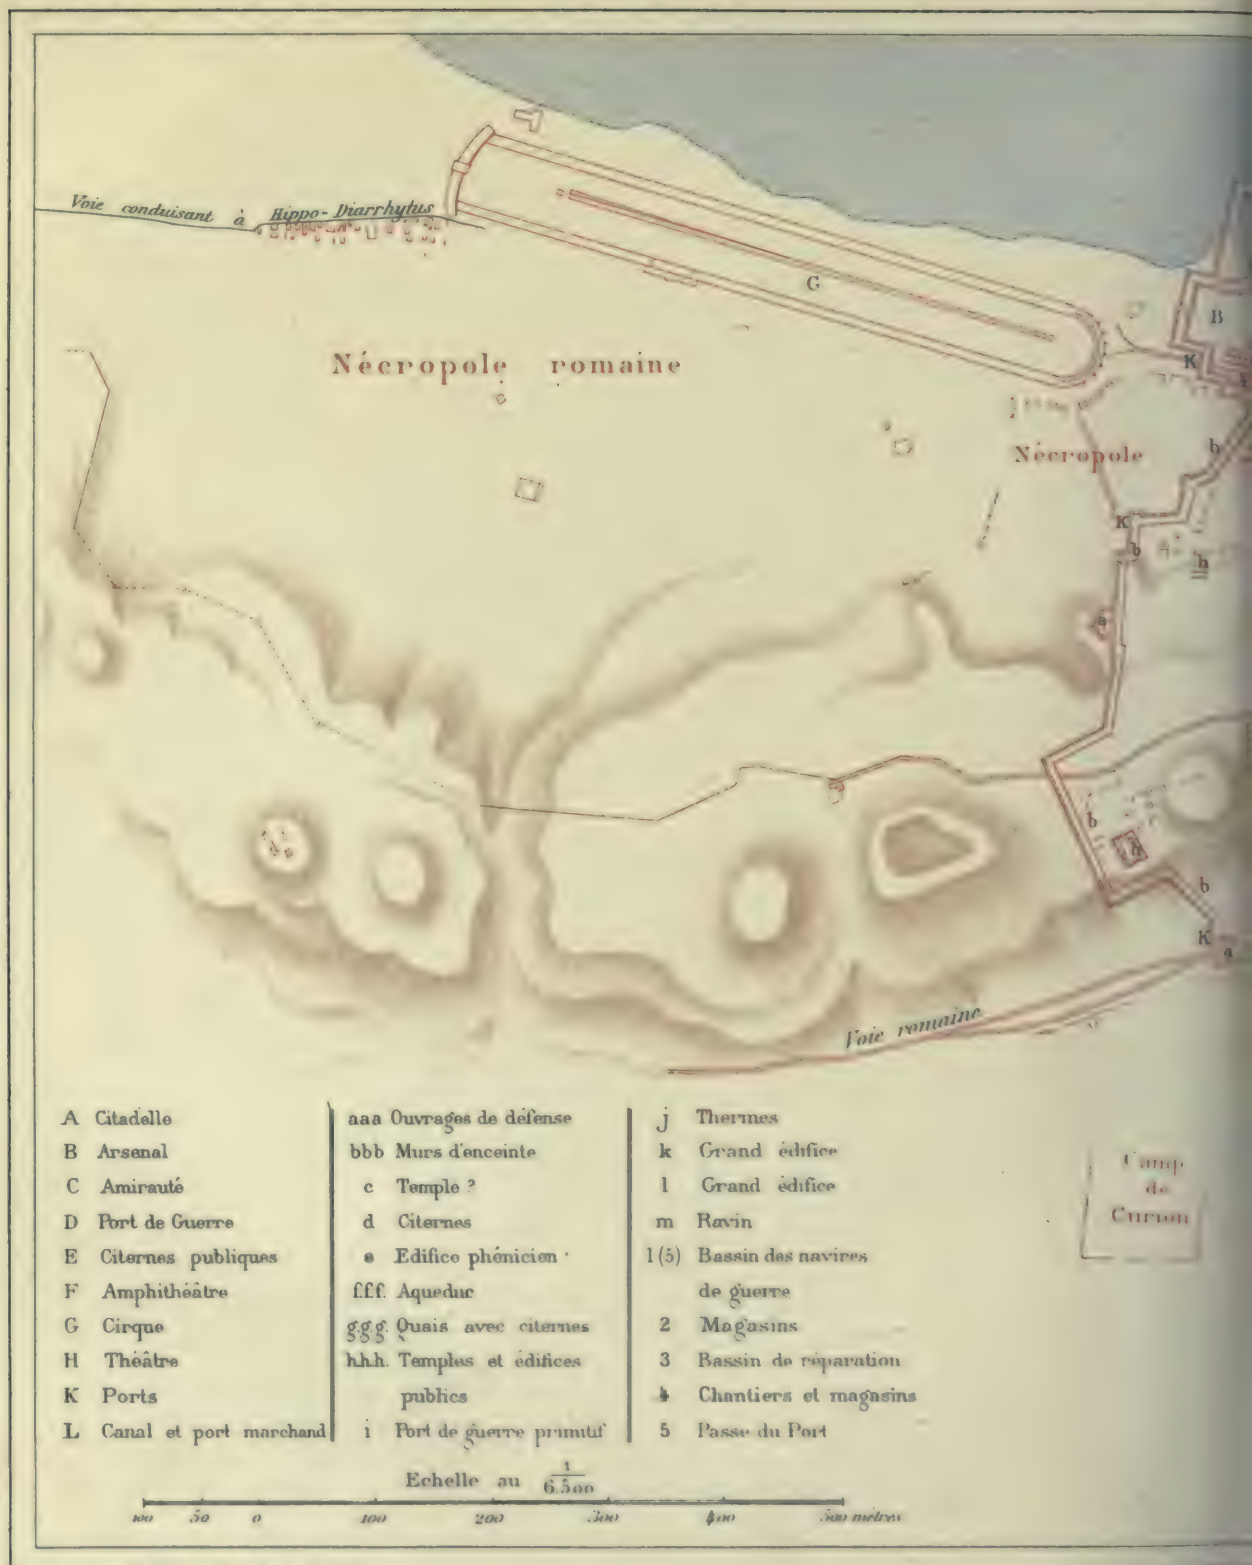 Voie conduisant à Hippo-Diarrhytus
G
B
K
Nécropole romaine
b
Nécropole
K
b
h
a
b
b
K
a
Voie romaine
A Citadelle
B Arsenal
C Amirauté
D Port de Guerre
E Citernes publiques
F Amphithéâtre
G Cirque
H Théâtre
K Ports
L Canal et port marchand
aaa Ouvrages de défense
bbb Murs d'enceinte
c Temple ?
d Citernes
e Edifice phénicien
f.f.f. Aqueduc
g.g.g. Quais avec citernes
h.h.h. Temples et édifices
publics
i Port de guerre primitif
j Thermes
k Grand édifice
l Grand édifice
m Ravin
1(5) Bassin des navires
de guerre
2 Magasins
3 Bassin de réparation
4 Chantiers et magasins
5 Passe du Port
Camp
de
Curion
Echelle au 1/6.500
100 50 0 100 200 300 400 500 mètres